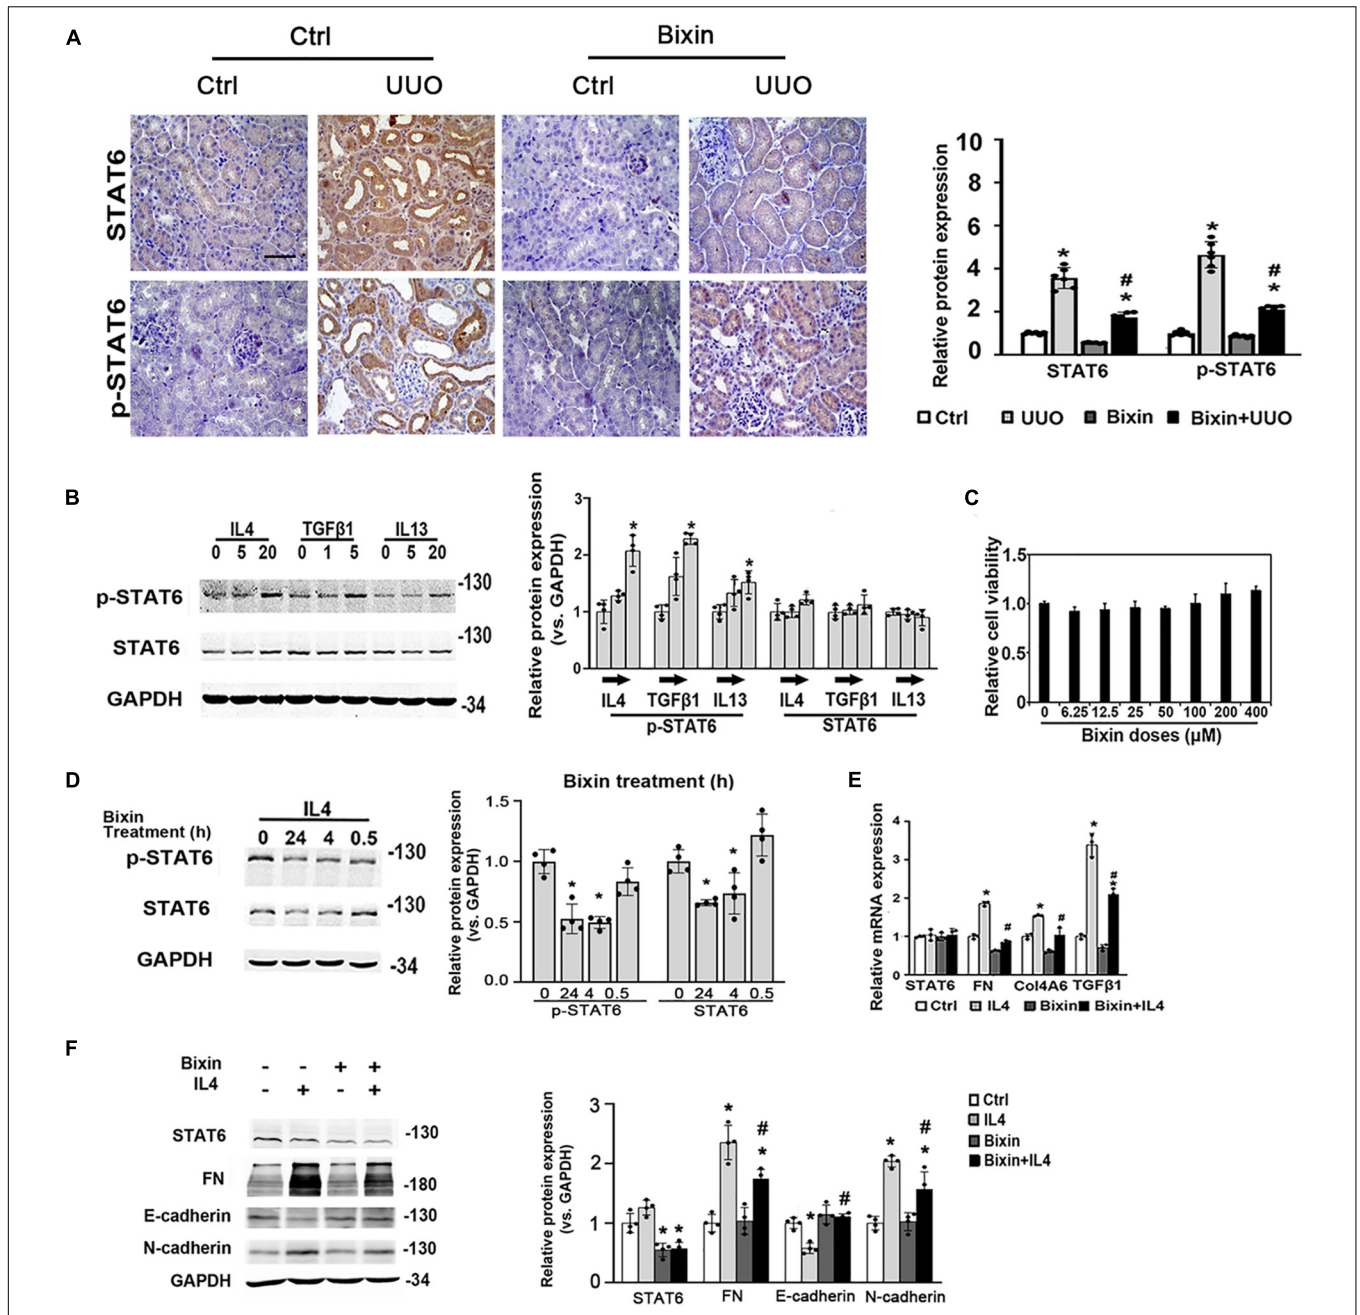 A
Ctrl Bixin
Ctrl UUO Ctrl UUO
STAT6
p-STAT6
Relative protein expression
10
8
6
4
2
0
* # * * # *
STAT6 p-STAT6
Ctrl UUO Bixin Bixin+UUO
B
IL4 TGFβ1 IL13
0 5 20 0 1 5 0 5 20
p-STAT6 -130
STAT6 -130
GAPDH -34
Relative protein expression
(vs. GAPDH)
3
2
1
0
* * *
IL4 TGFβ1 IL13 IL4 TGFβ1 IL13
p-STAT6 STAT6
C
Relative cell viability
1.5
1.0
0.5
0
0 6.25 12.5 25 50 100 200 400
Bixin doses (µM)
D
IL4
Bixin
Treatment (h) 0 24 4 0.5
p-STAT6 -130
STAT6 -130
GAPDH -34
Bixin treatment (h)
Relative protein expression
(vs. GAPDH)
1.5
1.0
0.5
0.0
* * * *
0 24 4 0.5 0 24 4 0.5
p-STAT6 STAT6
E
Relative mRNA expression
4
3
2
1
0
* # * # * # *
STAT6 FN Col4A6 TGFβ1
Ctrl IL4 Bixin Bixin+IL4
F
Bixin - - + +
IL4 - + - +
STAT6 -130
FN -180
E-cadherin -130
N-cadherin -130
GAPDH -34
Relative protein expression
(vs. GAPDH)
3
2
1
0
* * * # * * # * # *
STAT6 FN E-cadherin N-cadherin
Ctrl
IL4
Bixin
Bixin+IL4